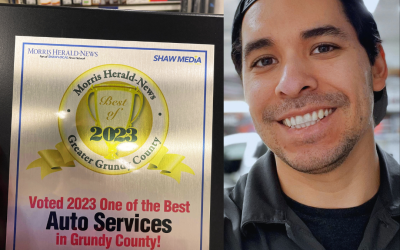 MORRIS HERALD-NEWS
SHAW MEDIA
Morris Herald-News
Best of
2023
Greater Grundy County
Voted 2023 One of the Best
Auto Services
in Grundy County!